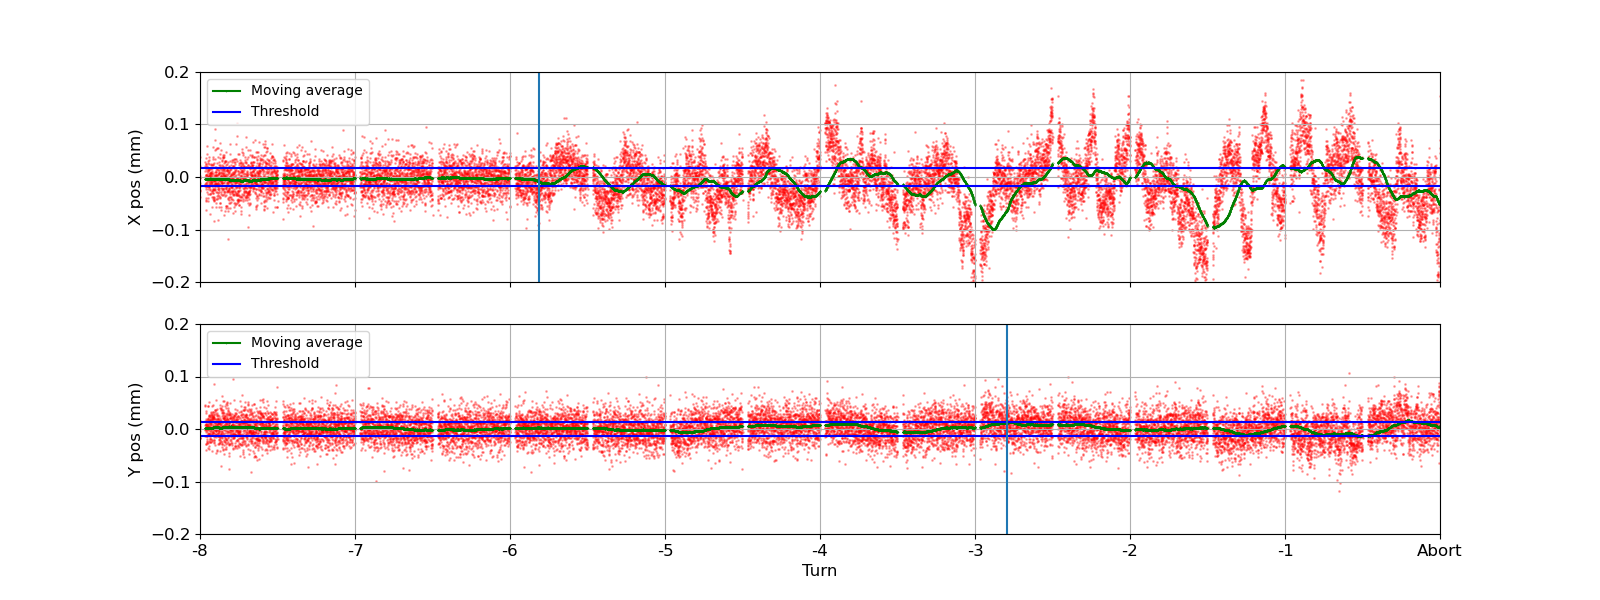 0.2
0.1
0.0
−0.1
−0.2
X pos (mm)
Moving average
Threshold
0.2
0.1
0.0
−0.1
−0.2
Y pos (mm)
Moving average
Threshold
-8 -7 -6 -5 -4 -3 -2 -1 Abort
Turn